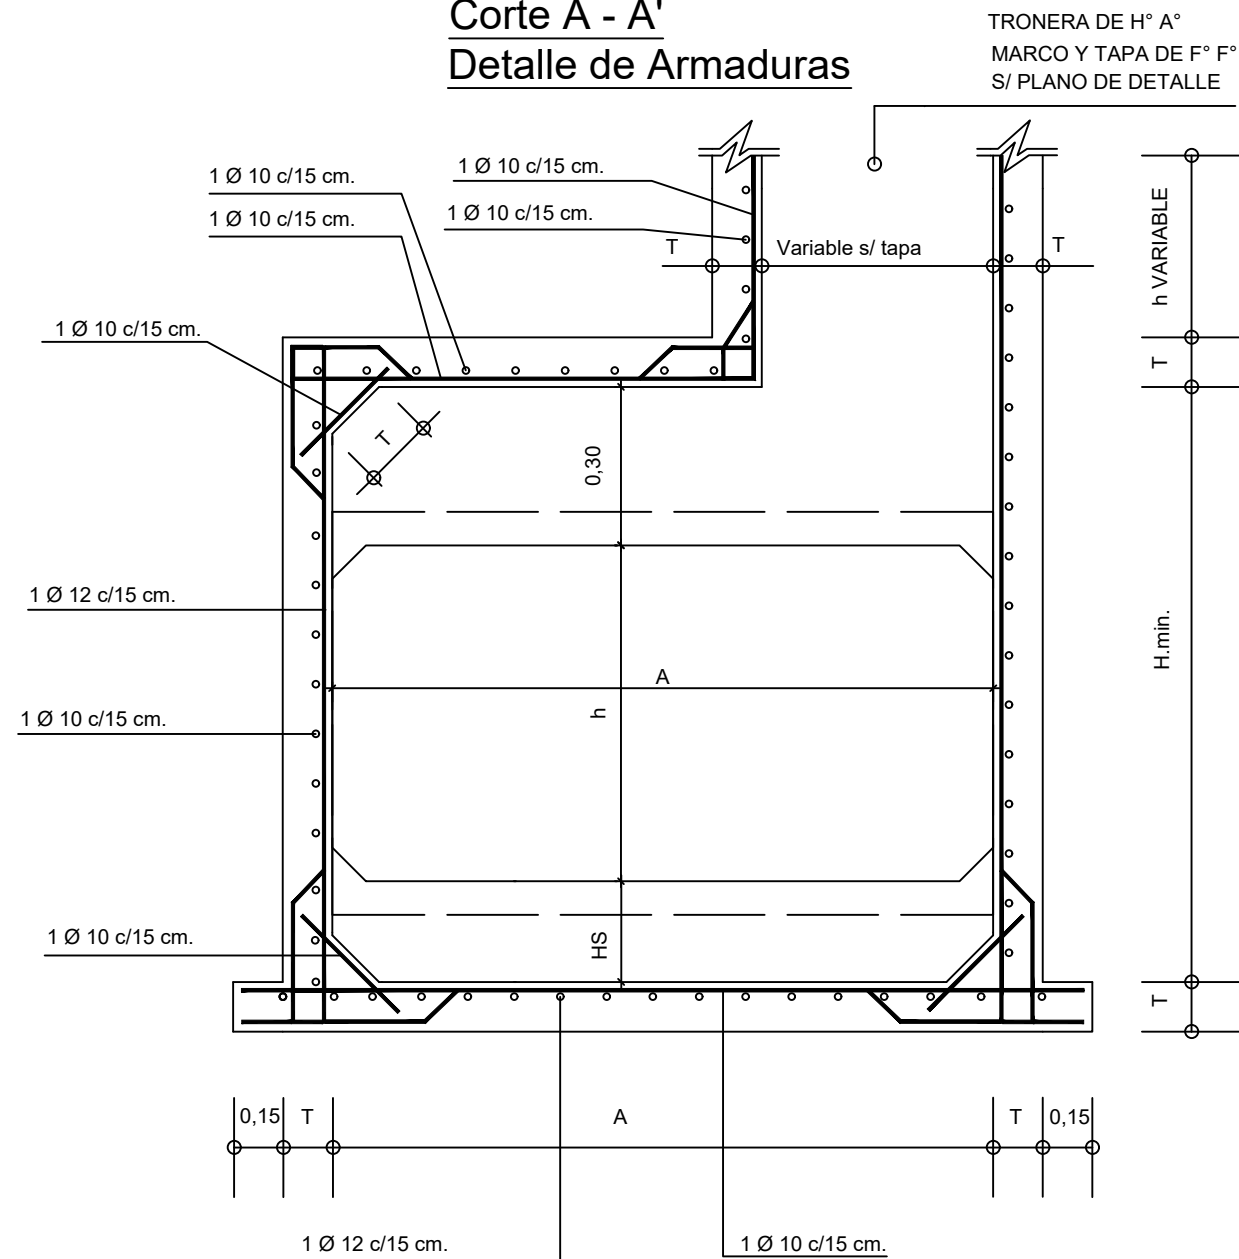 Corte A - A'
Detalle de Armaduras
TRONERA DE H° A°
MARCO Y TAPA DE F° F°
S/ PLANO DE DETALLE
1 Ø 10 c/15 cm.
1 Ø 10 c/15 cm.
1 Ø 10 c/15 cm.
1 Ø 10 c/15 cm.
T
Variable s/ tapa
T
h VARIABLE
1 Ø 10 c/15 cm.
T
T
0,30
1 Ø 12 c/15 cm.
H.min.
A
h
1 Ø 10 c/15 cm.
1 Ø 10 c/15 cm.
HS
T
0,15
T
A
T
0,15
1 Ø 12 c/15 cm.
1 Ø 10 c/15 cm.